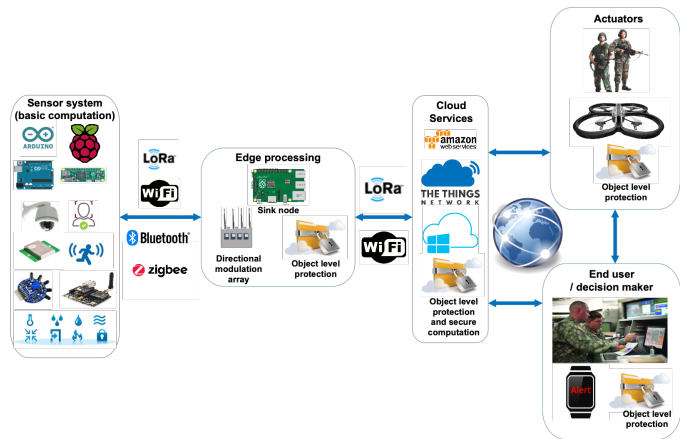 Sensor system
(basic computation)
ARDUINO
LoRa
WiFi
Bluetooth®
zigbee
Edge processing
Sink node
Directional
modulation
array
Object level
protection
LoRa
WiFi
Cloud
Services
amazon
webservices
THE THINGS
NETWORK
Object level
protection
and secure
computation
Actuators
Object level
protection
End user
/ decision maker
Alert
Object level
protection